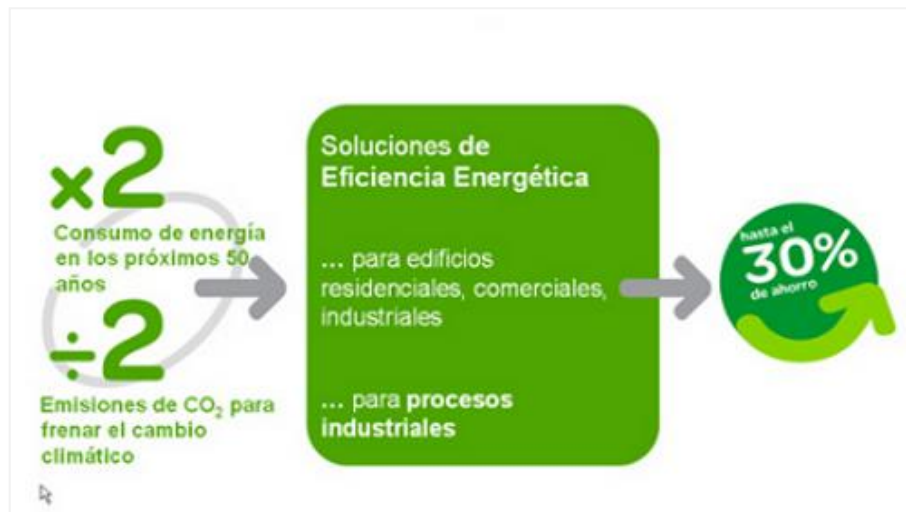 x2
Consumo de energía
en los próximos 50
años
÷2
Emisiones de CO₂ para
frenar el cambio
climático
Soluciones de
Eficiencia Energética
... para edificios
residenciales, comerciales,
industriales
... para procesos
industriales
hasta el
30%
de ahorro